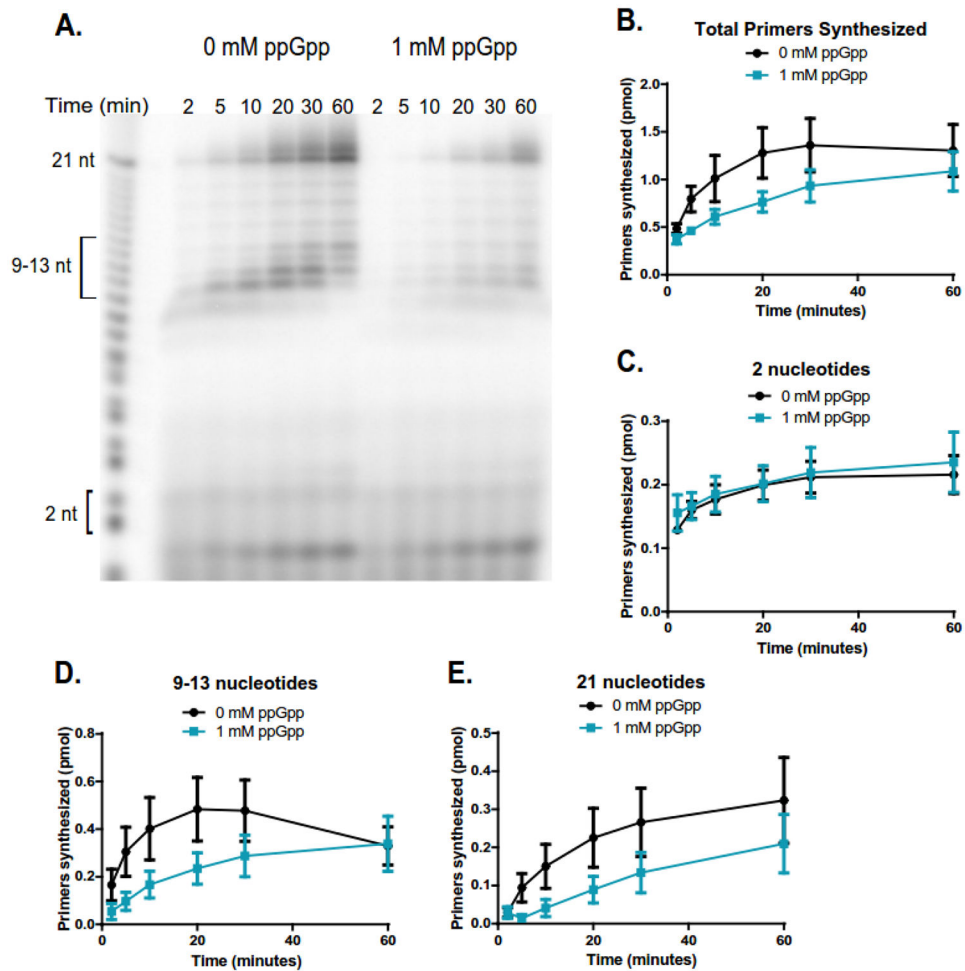 A.
0 mM ppGpp 1 mM ppGpp
Time (min) 2 5 10 20 30 60 2 5 10 20 30 60
21 nt
9-13 nt
2 nt
B.
Total Primers Synthesized
0 mM ppGpp
1 mM ppGpp
Primers synthesized (pmol)
2.0
1.5
1.0
0.5
0.0
0 20 40 60
Time (minutes)
C.
2 nucleotides
0 mM ppGpp
1 mM ppGpp
Primers synthesized (pmol)
0.3
0.2
0.1
0.0
0 20 40 60
Time (minutes)
D.
9-13 nucleotides
0 mM ppGpp
1 mM ppGpp
Primers synthesized (pmol)
0.8
0.6
0.4
0.2
0.0
0 20 40 60
Time (minutes)
E.
21 nucleotides
0 mM ppGpp
1 mM ppGpp
Primers synthesized (pmol)
0.5
0.4
0.3
0.2
0.1
0.0
0 20 40 60
Time (minutes)